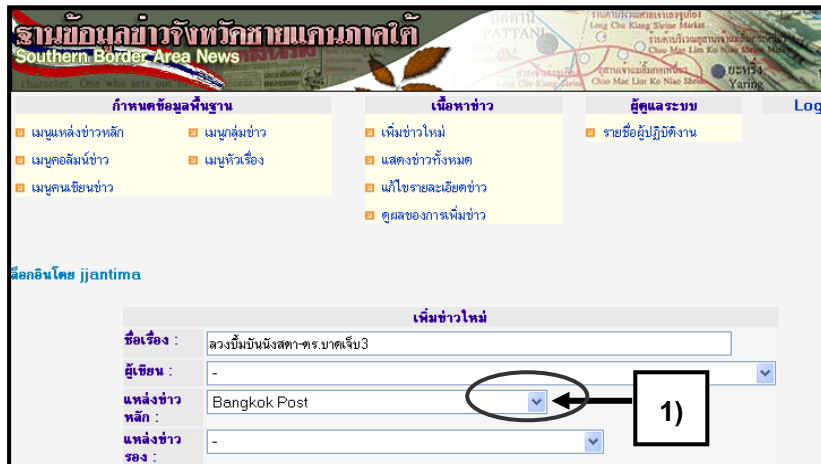 ฐานข้อมูลข่าวจังหวัดชายแดนภาคใต้
Southern Border Area News
PATTANI
Long Chu Kiang Shrine Market
Chao Mae Lim Ko Niao Shrine
Yaring
กำหนดข้อมูลพื้นฐาน เนื้อหาข่าว ผู้ดูแลระบบ Log
เมนูแหล่งข่าวหลัก เมนูกลุ่มข่าว เพิ่มข่าวใหม่ รายชื่อผู้ปฏิบัติงาน
เมนูคอลัมน์ข่าว เมนูหัวเรื่อง แสดงข่าวทั้งหมด
เมนูคนเขียนข่าว แก้ไขรายละเอียดข่าว
ดูผลของการเพิ่มข่าว
ล็อกอินโดย jjantima
เพิ่มข่าวใหม่
ชื่อเรื่อง : ลวงบึ้มบันนังสตา-ตร.บาดเจ็บ3
ผู้เขียน : -
แหล่งข่าว
หลัก : Bangkok Post
1)
แหล่งข่าว
รอง : -